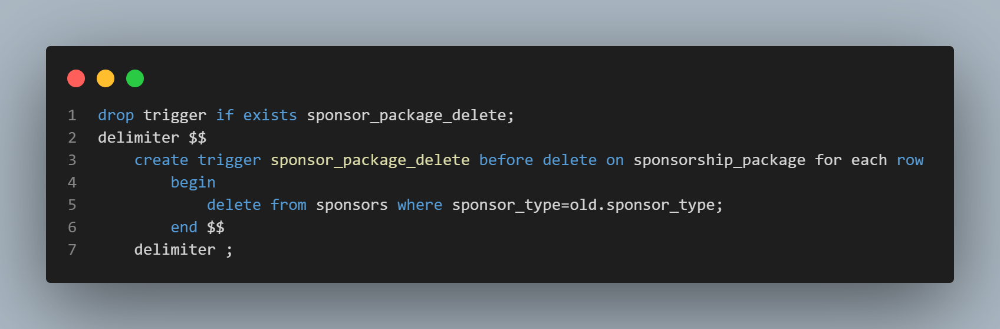 1 drop trigger if exists sponsor_package_delete;
2 delimiter $$
3 create trigger sponsor_package_delete before delete on sponsorship_package for each row
4 begin
5 delete from sponsors where sponsor_type=old.sponsor_type;
6 end $$
7 delimiter ;